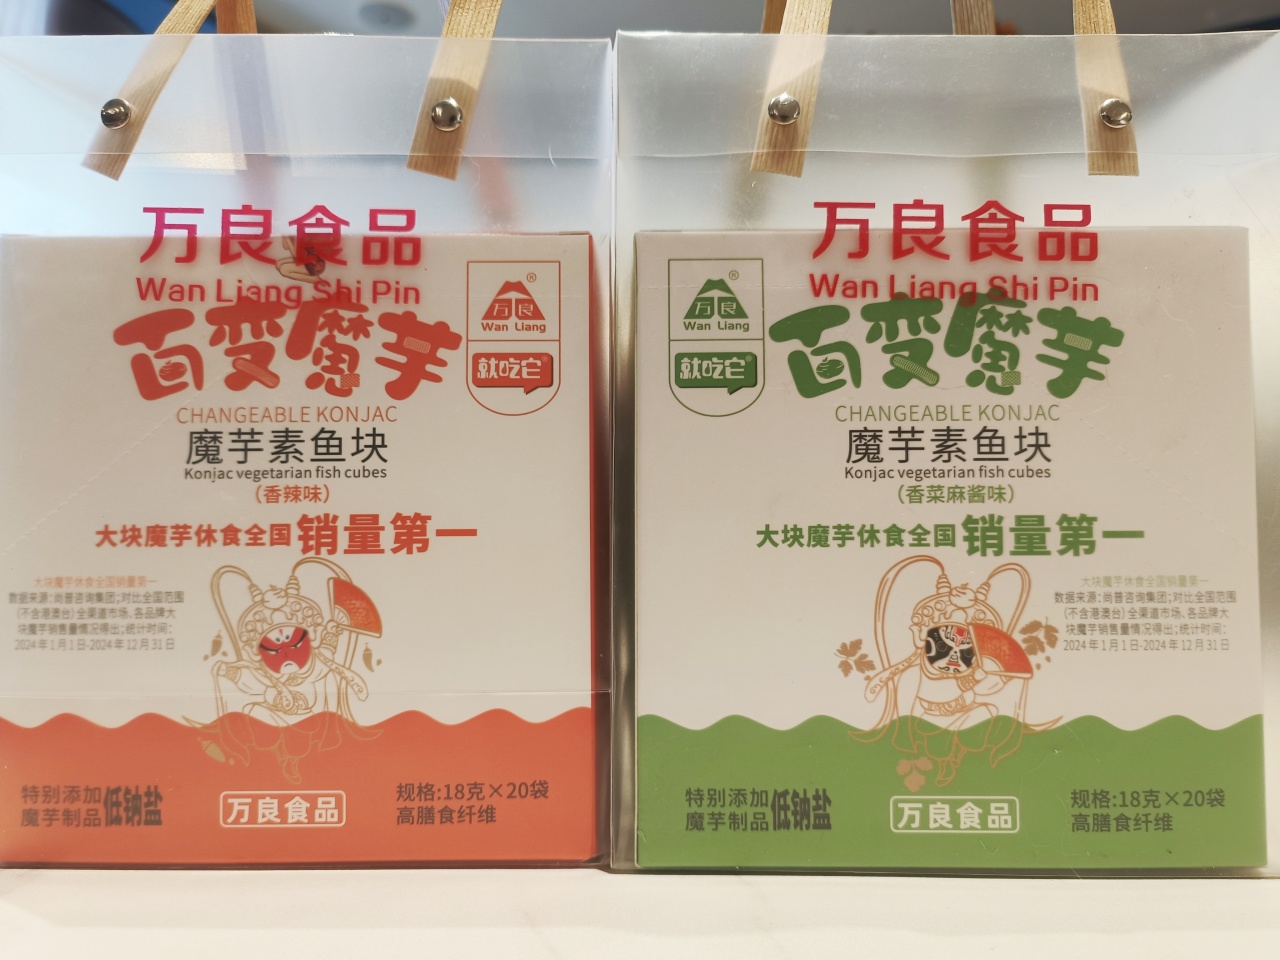 万良食品
Wan Liang Shi Pin
万良®
Wan Liang
就吃它®
百变魔芋
CHANGEABLE KONJAC
魔芋素鱼块
Konjac vegetarian fish cubes
（香辣味）
大块魔芋休食全国销量第一
大块魔芋休食全国销量第一
数据来源：尚普咨询集团；对比全国范围
（不含港澳台）全渠道市场、各品牌大
块魔芋销售量情况得出；统计时间：
2024年1月1日-2024年12月31日
特别添加
魔芋制品低钠盐
万良食品
规格:18克×20袋
高膳食纤维
万良食品
Wan Liang Shi Pin
万良®
Wan Liang
就吃它®
百变魔芋
CHANGEABLE KONJAC
魔芋素鱼块
Konjac vegetarian fish cubes
（香菜麻酱味）
大块魔芋休食全国销量第一
大块魔芋休食全国销量第一
数据来源：尚普咨询集团；对比全国范围
（不含港澳台）全渠道市场、各品牌大
块魔芋销售量情况得出；统计时间：
2024年1月1日-2024年12月31日
特别添加
魔芋制品低钠盐
万良食品
规格:18克×20袋
高膳食纤维